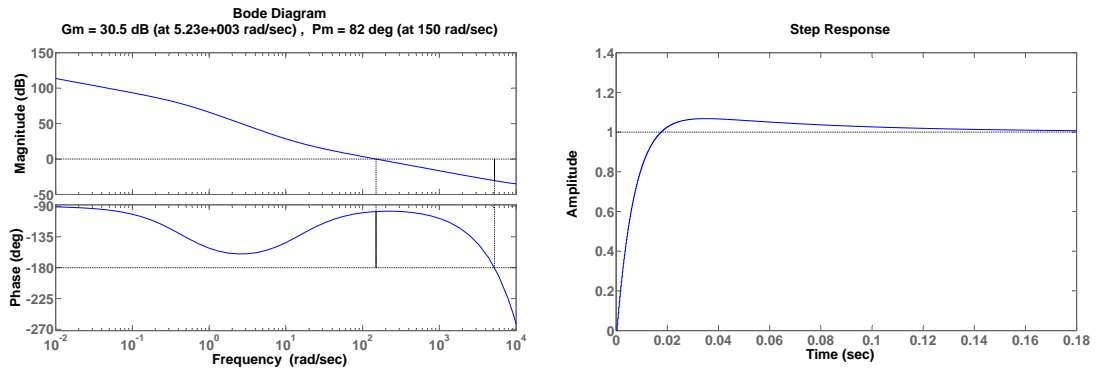 Bode Diagram
Gm = 30.5 dB (at 5.23e+003 rad/sec) , Pm = 82 deg (at 150 rad/sec)
Magnitude (dB)
150
100
50
0
-50
Phase (deg)
-90
-135
-180
-225
-270
10^-2
10^-1
10^0
10^1
10^2
10^3
10^4
Frequency (rad/sec)
Step Response
Amplitude
1.4
1.2
1
0.8
0.6
0.4
0.2
0
0 0.02 0.04 0.06 0.08 0.1 0.12 0.14 0.16 0.18
Time (sec)